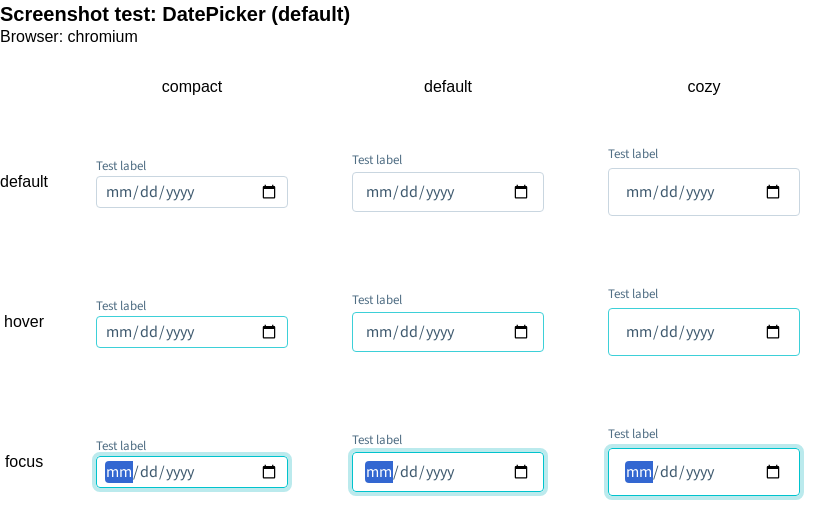 Screenshot test: DatePicker (default)
Browser: chromium
compact default cozy
default
Test label Test label Test label
mm/dd/yyyy mm/dd/yyyy mm/dd/yyyy
hover
Test label Test label Test label
mm/dd/yyyy mm/dd/yyyy mm/dd/yyyy
focus
Test label Test label Test label
mm/dd/yyyy mm/dd/yyyy mm/dd/yyyy